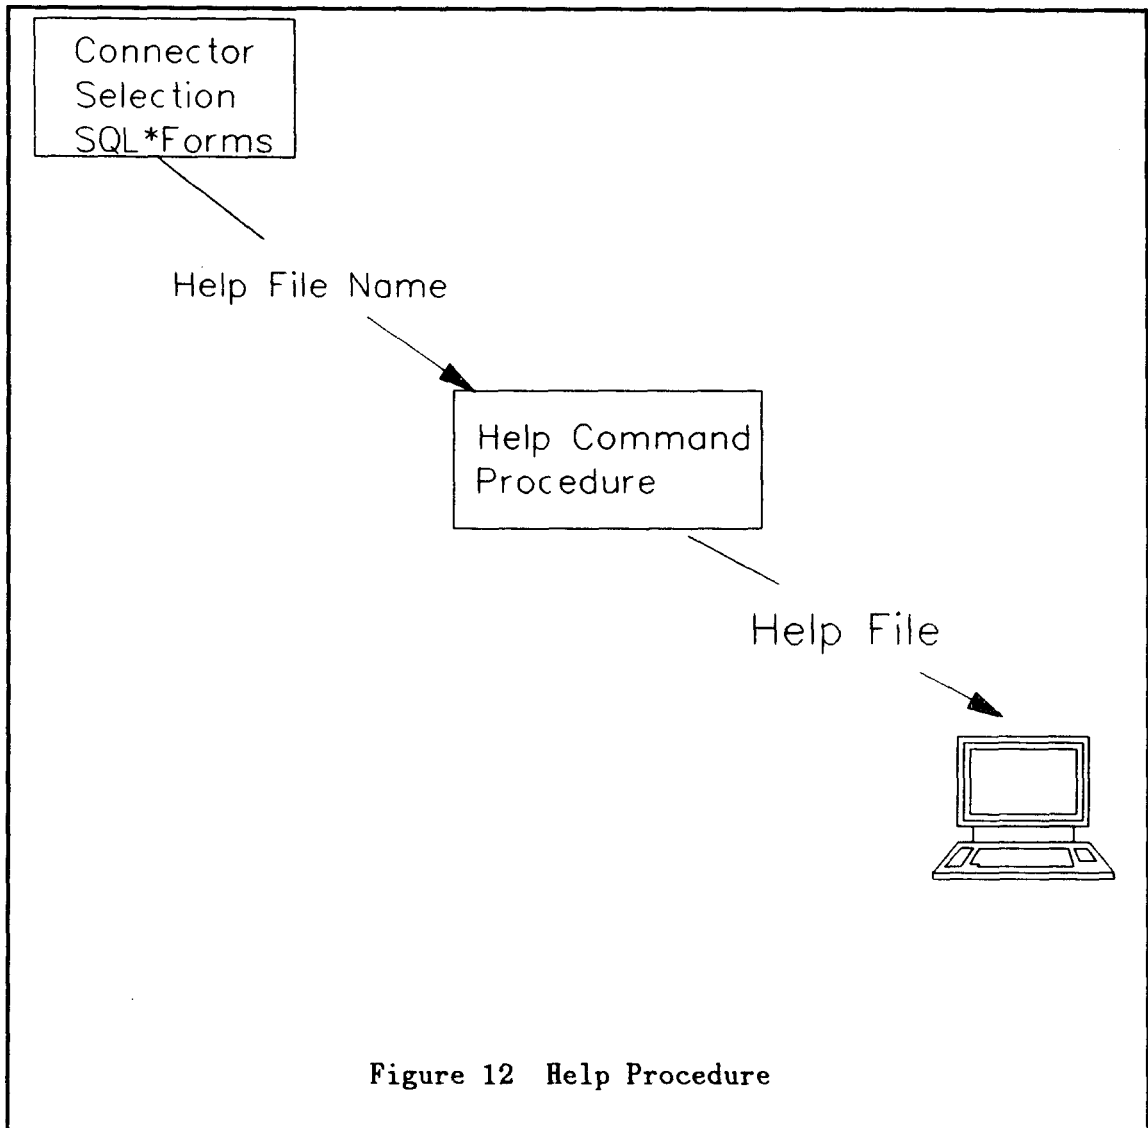 Connector
Selection
SQL*Forms
Help File Name
Help Command
Procedure
Help File
Figure 12 Help Procedure